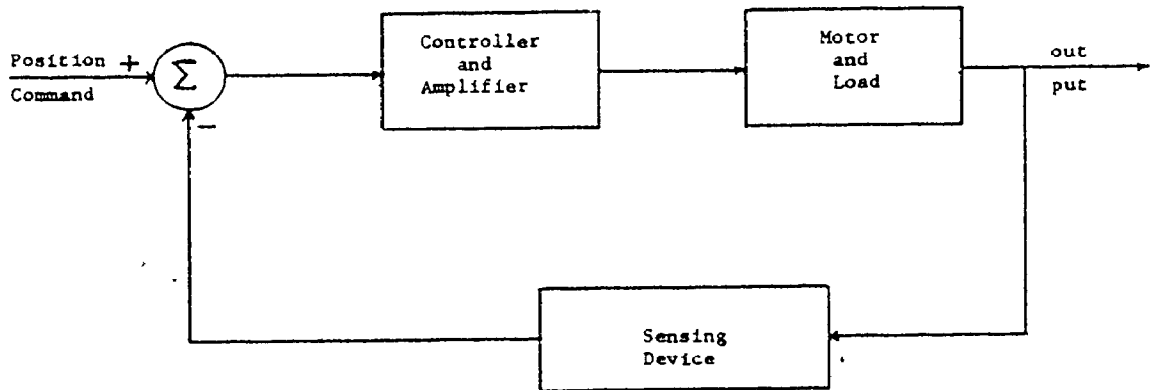 Position +
Command
Σ
−
Controller
and
Amplifier
Motor
and
Load
out
put
Sensing
Device